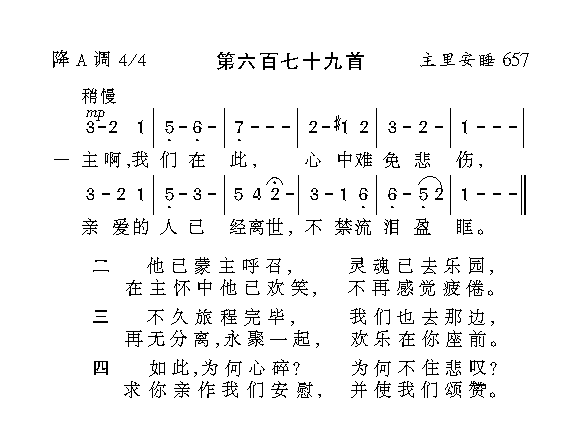 降A调 4/4 第六百七十九首 主里安睡 657
稍慢
mp
3-2 1 | 5-6- | 7--- | 2-#1 2 | 3-2- | 1--- |
一 主啊,我们在此, 心中难免悲伤,
3-2 1 | 5-3- | 5 4 2- | 3-1 6 | 6-5 2 | 1--- ‖
亲爱的人已经离世, 不禁流泪盈眶。
二 他已蒙主呼召, 灵魂已去乐园,
在主怀中他已欢笑, 不再感觉疲倦。
三 不久旅程完毕, 我们也去那边,
再无分离,永聚一起, 欢乐在你座前。
四 如此,为何心碎? 为何不住悲叹?
求你亲作我们安慰, 并使我们颂赞。